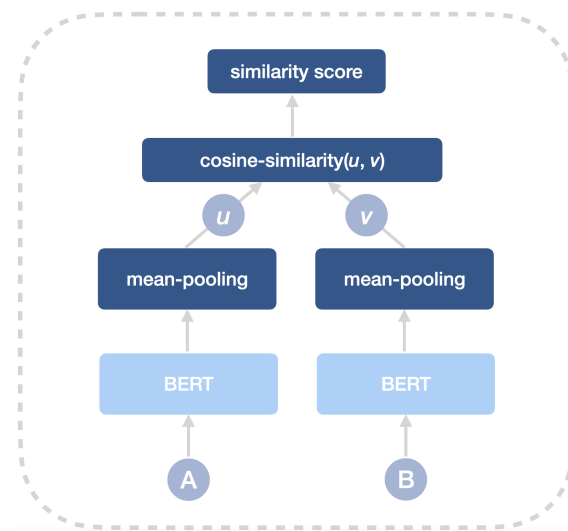 similarity score
cosine-similarity(u, v)
u
v
mean-pooling
mean-pooling
BERT
BERT
A
B